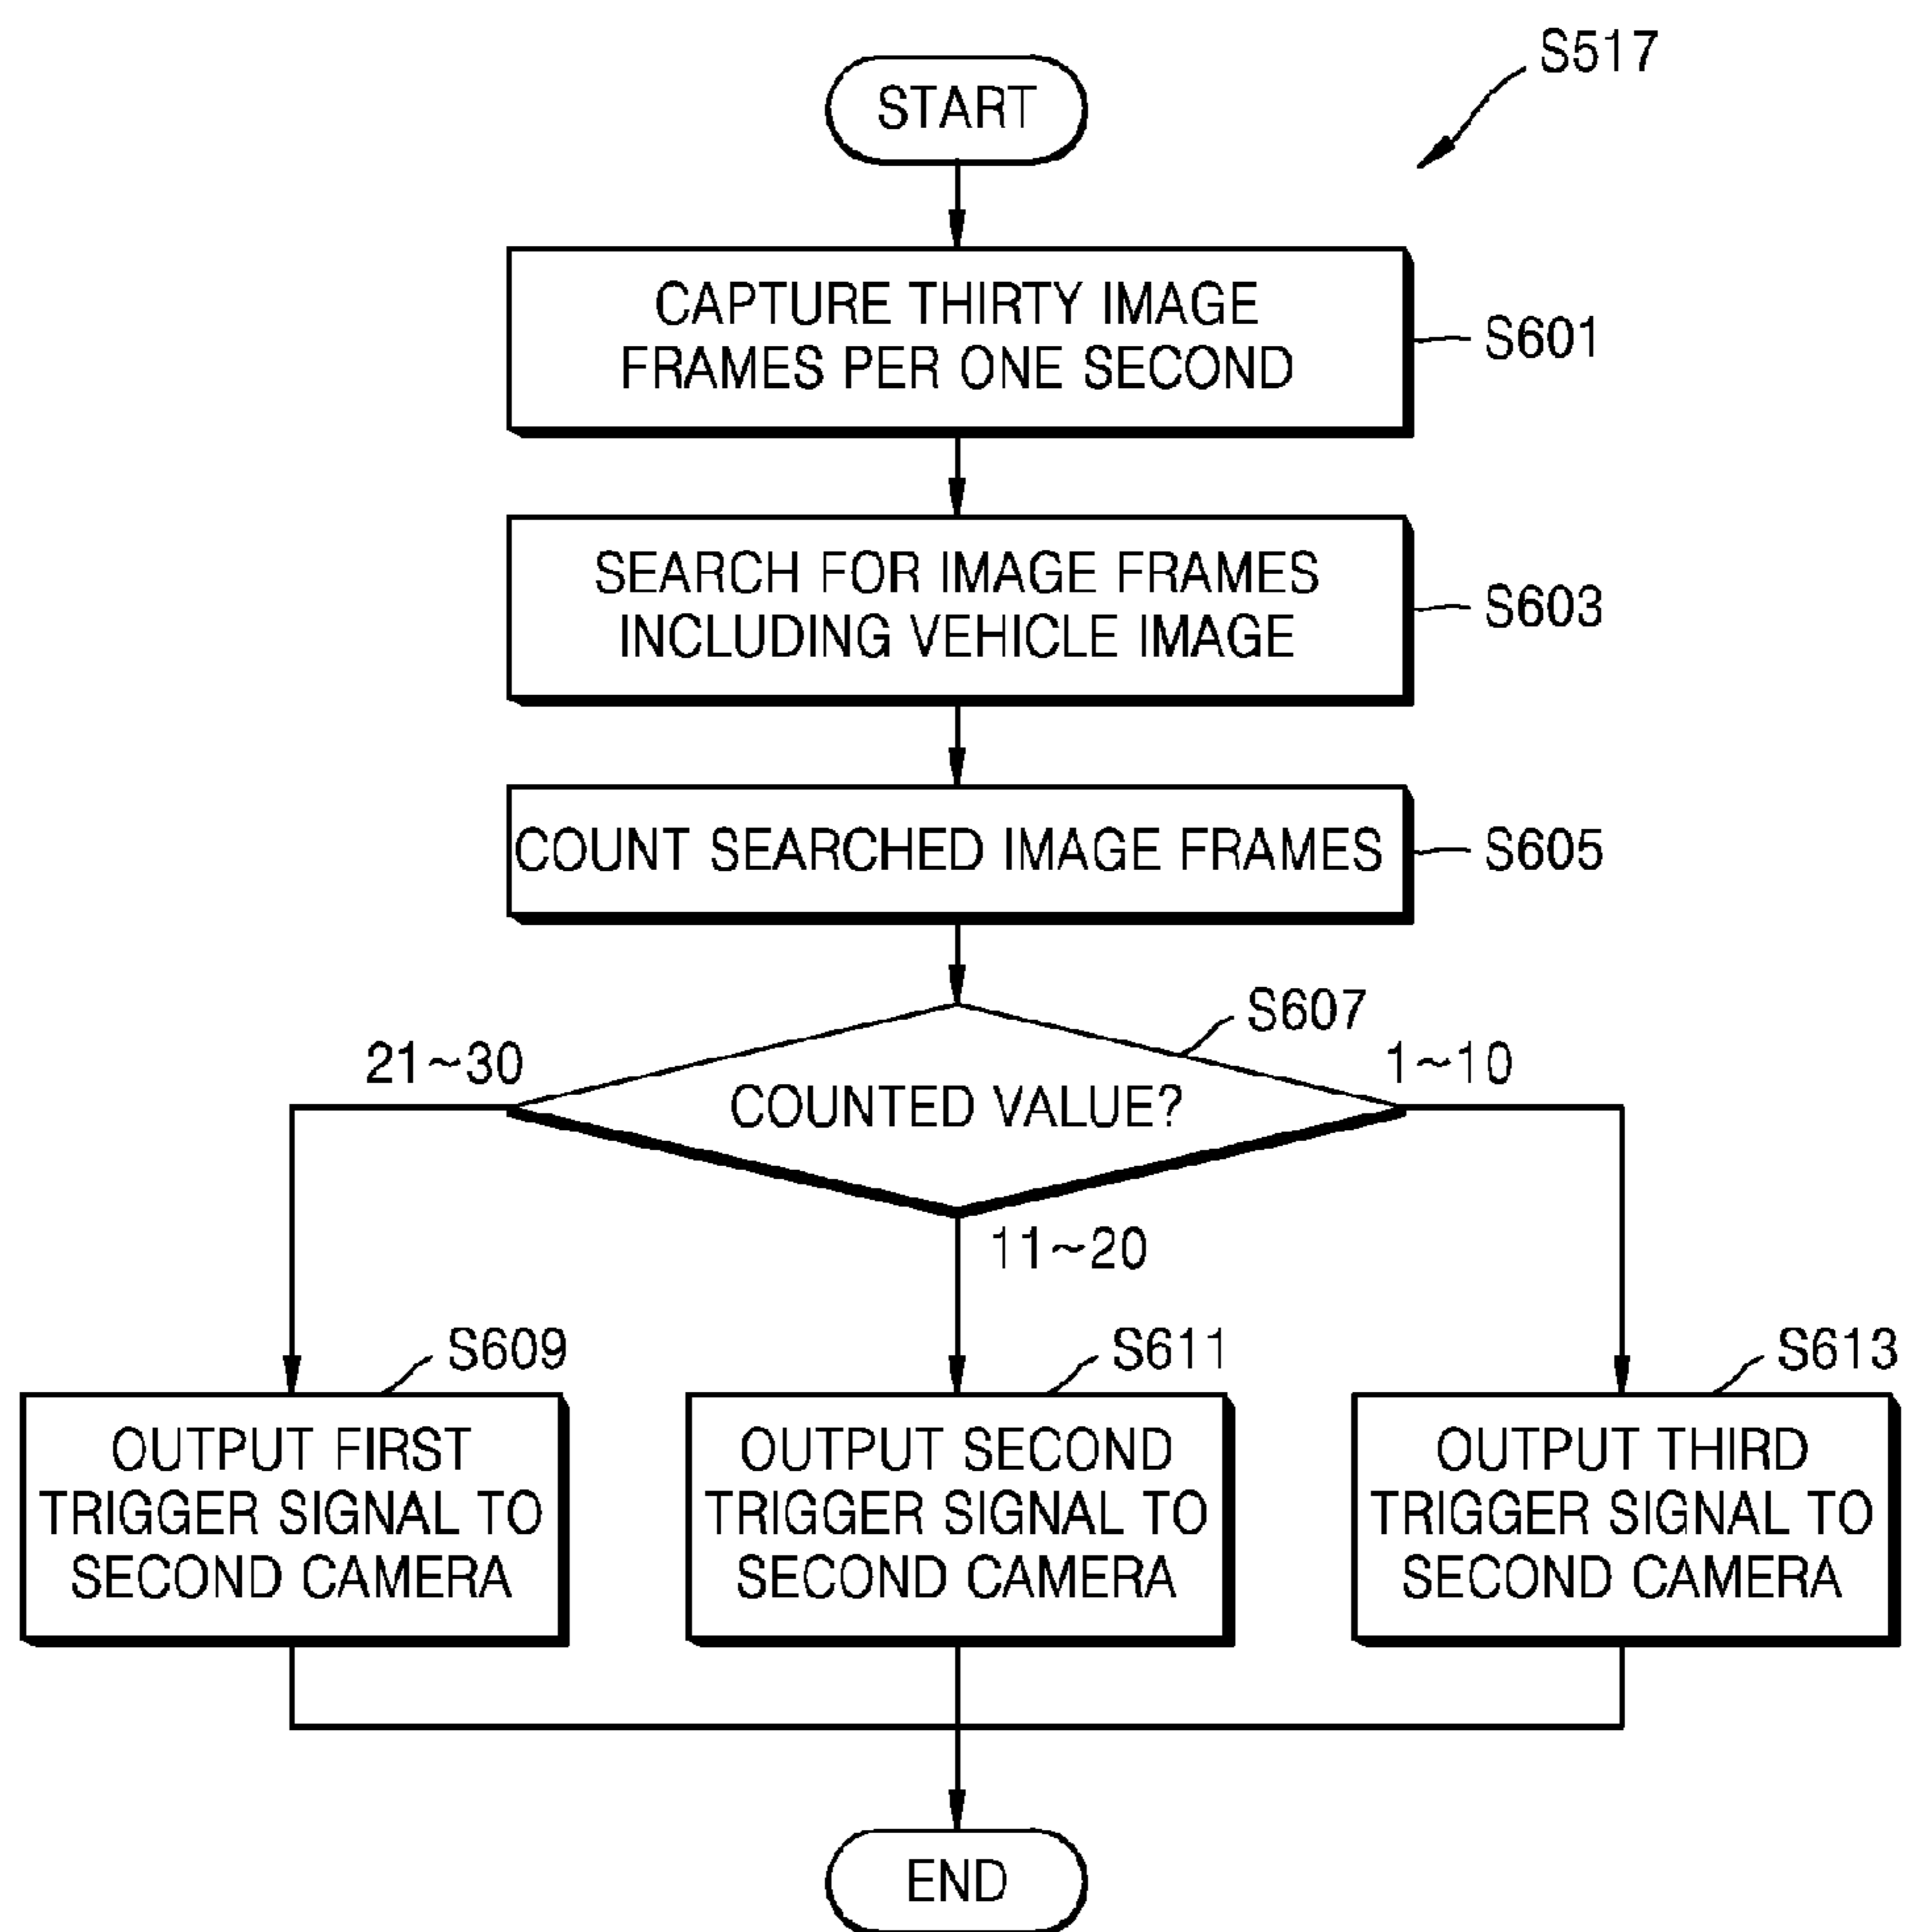 S517
START
CAPTURE THIRTY IMAGE
FRAMES PER ONE SECOND
S601
SEARCH FOR IMAGE FRAMES
INCLUDING VEHICLE IMAGE
S603
COUNT SEARCHED IMAGE FRAMES
S605
S607
21~30
1~10
COUNTED VALUE?
11~20
S609
OUTPUT FIRST
TRIGGER SIGNAL TO
SECOND CAMERA
S611
OUTPUT SECOND
TRIGGER SIGNAL TO
SECOND CAMERA
S613
OUTPUT THIRD
TRIGGER SIGNAL TO
SECOND CAMERA
END